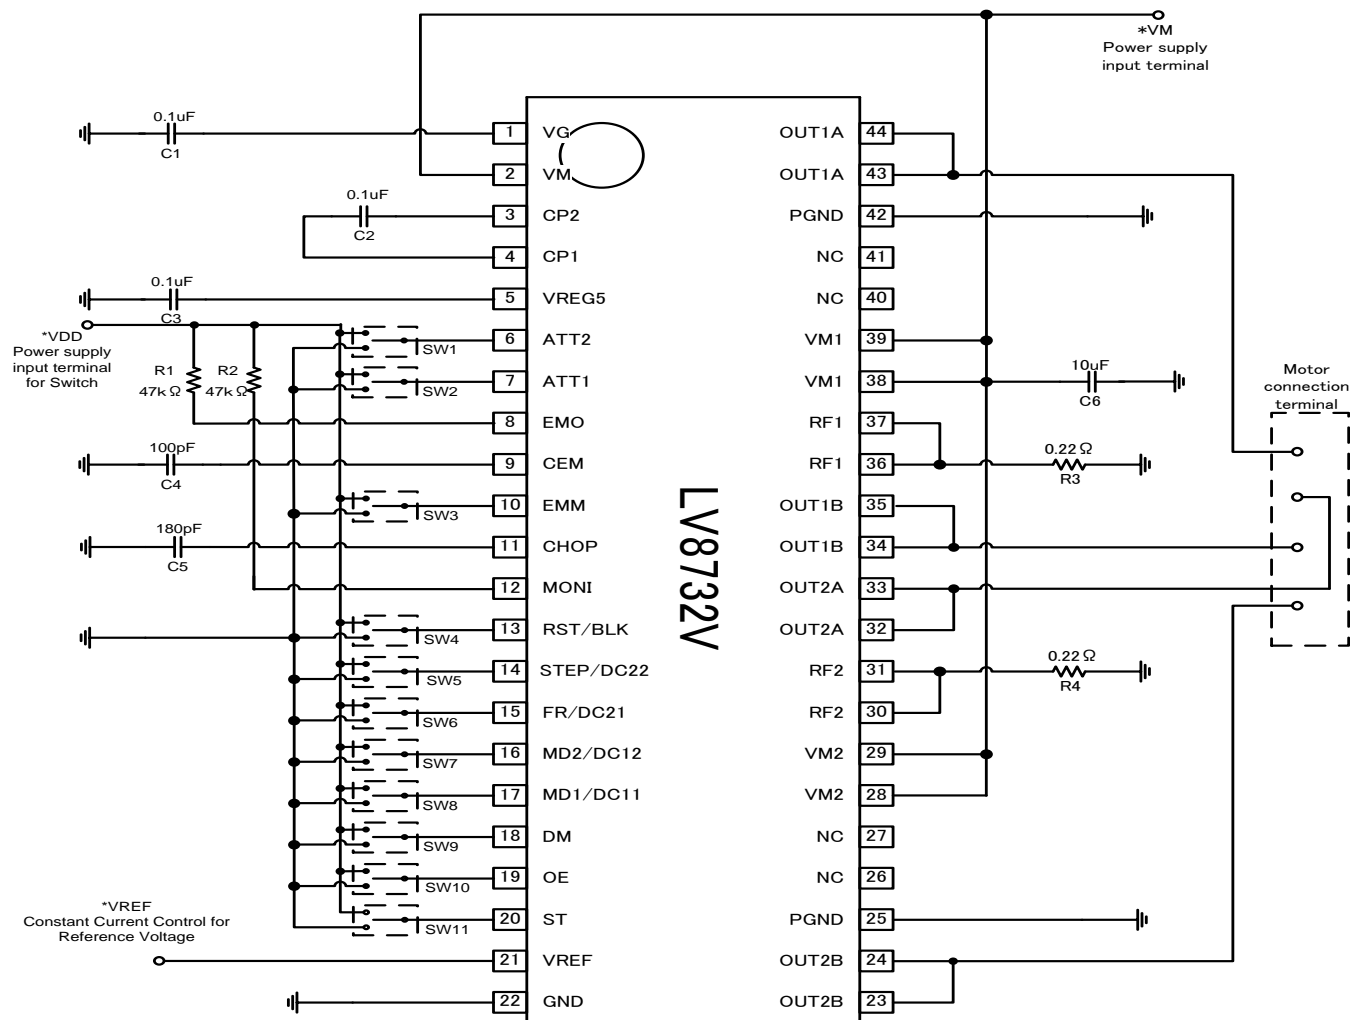 *VM
Power supply
input terminal
0.1uF
C1
1 VG
OUT1A 44
2 VM
OUT1A 43
0.1uF
C2
3 CP2
PGND 42
4 CP1
NC 41
0.1uF
C3
5 VREG5
NC 40
*VDD
Power supply
input terminal
for Switch
SW1
6 ATT2
VM1 39
R1
47kΩ
R2
47kΩ
SW2
7 ATT1
VM1 38
10uF
C6
Motor
connection
terminal
8 EMO
RF1 37
100pF
C4
9 CEM
RF1 36
0.22Ω
R3
SW3
10 EMM
OUT1B 35
180pF
C5
11 CHOP
OUT1B 34
LV8732V
12 MONI
OUT2A 33
SW4
13 RST/BLK
OUT2A 32
SW5
14 STEP/DC22
RF2 31
0.22Ω
R4
SW6
15 FR/DC21
RF2 30
SW7
16 MD2/DC12
VM2 29
SW8
17 MD1/DC11
VM2 28
SW9
18 DM
NC 27
SW10
19 OE
NC 26
*VREF
Constant Current Control for
Reference Voltage
SW11
20 ST
PGND 25
21 VREF
OUT2B 24
22 GND
OUT2B 23